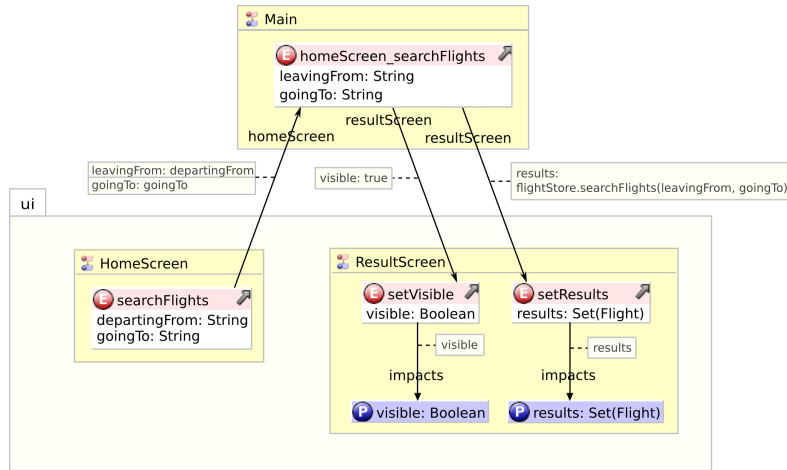 Main
E homeScreen_searchFlights
leavingFrom: String
goingTo: String
resultScreen
homeScreen
resultScreen
leavingFrom: departingFrom
goingTo: goingTo
visible: true
results:
flightStore.searchFlights(leavingFrom, goingTo)
ui
HomeScreen
E searchFlights
departingFrom: String
goingTo: String
ResultScreen
E setVisible
visible: Boolean
E setResults
results: Set(Flight)
visible
results
impacts
impacts
P visible: Boolean
P results: Set(Flight)